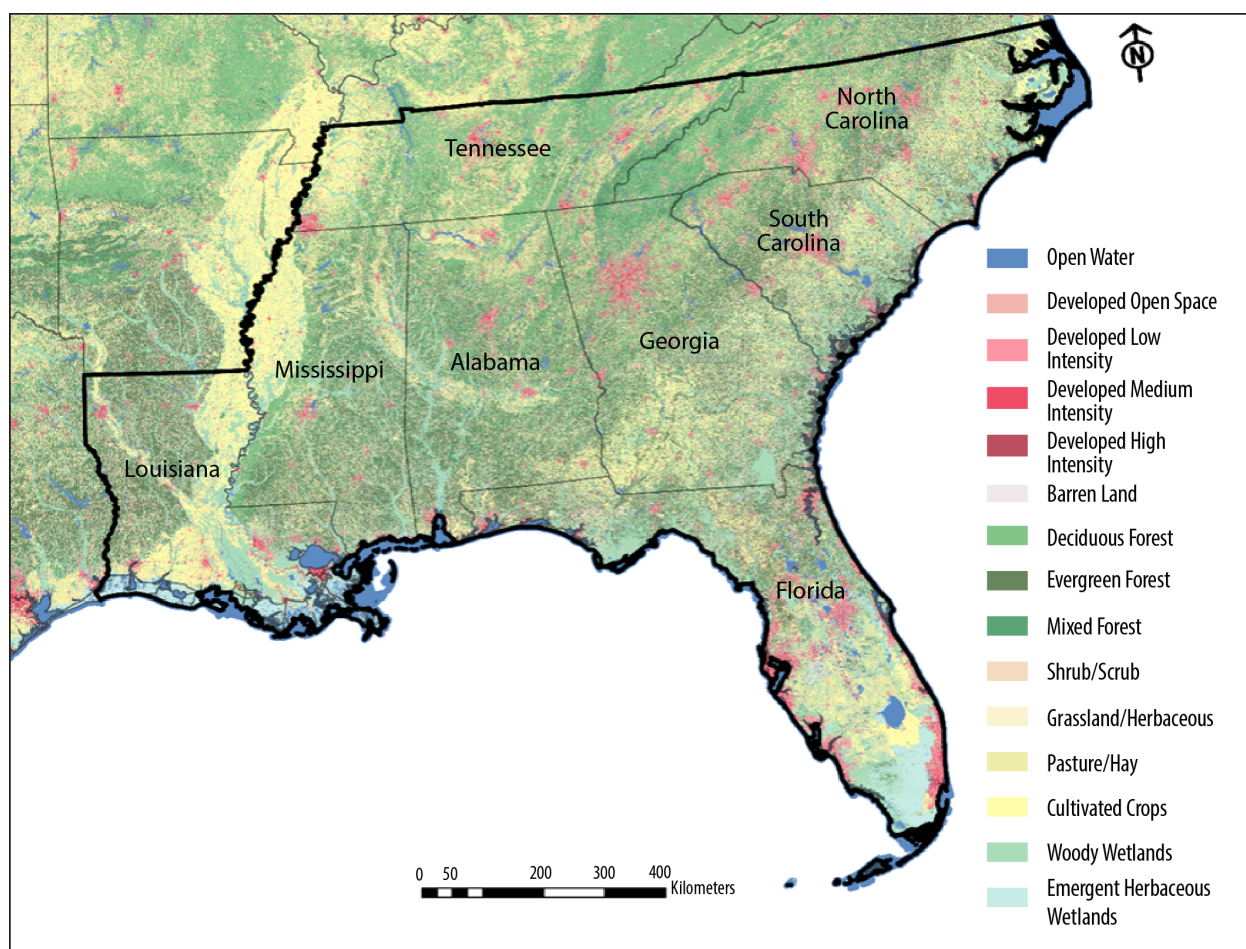 N
North
Carolina
Tennessee
South
Carolina
Georgia
Mississippi
Alabama
Louisiana
Florida
Open Water
Developed Open Space
Developed Low
Intensity
Developed Medium
Intensity
Developed High
Intensity
Barren Land
Deciduous Forest
Evergreen Forest
Mixed Forest
Shrub/Scrub
Grassland/Herbaceous
Pasture/Hay
Cultivated Crops
Woody Wetlands
Emergent Herbaceous
Wetlands
0 50 200 300 400
Kilometers